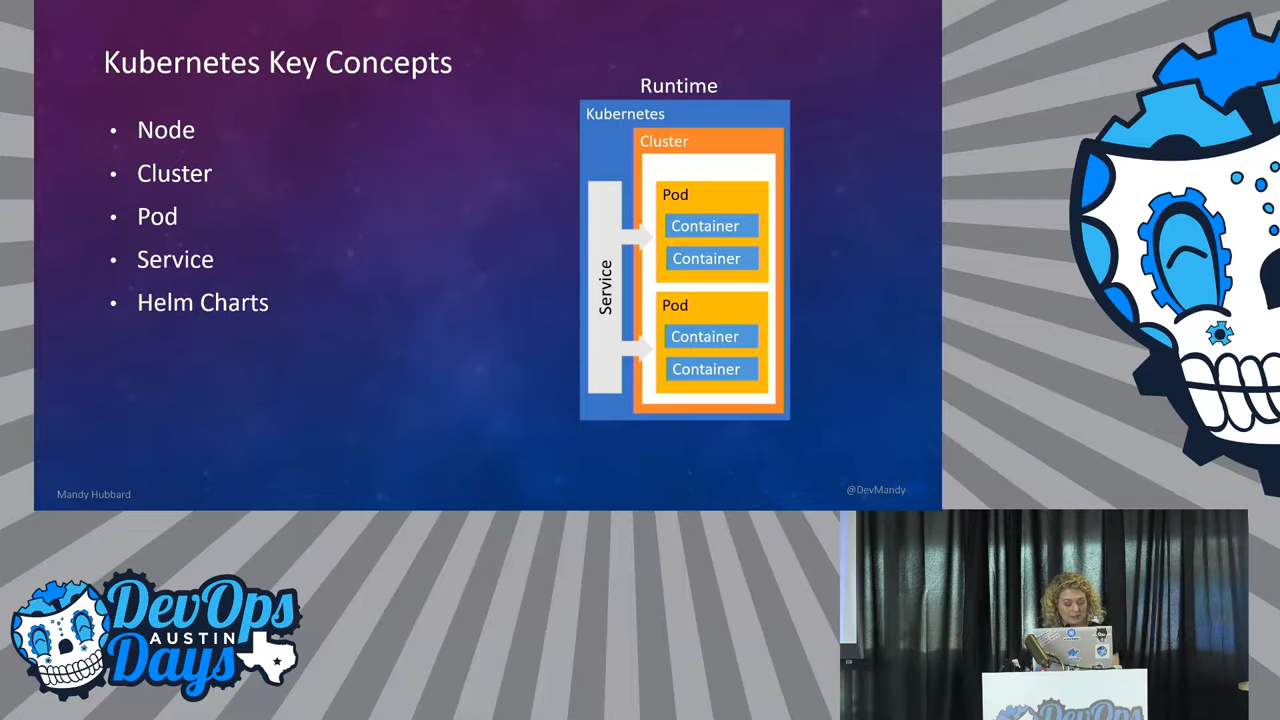 Kubernetes Key Concepts
• Node
• Cluster
• Pod
• Service
• Helm Charts
Runtime
Kubernetes
Cluster
Service
Pod
Container
Container
Pod
Container
Container
Mandy Hubbard
@DevMandy
DevOps
AUSTIN
Days
DevOps